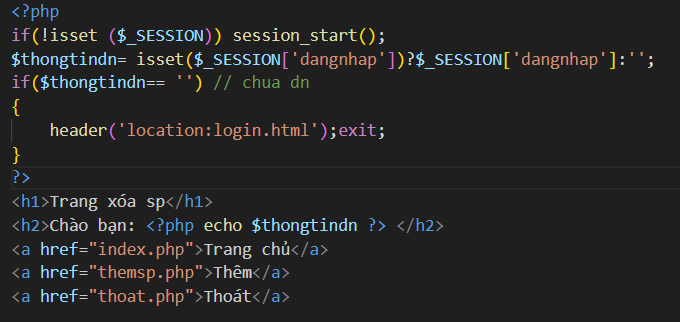 <?php
if(!isset ($_SESSION)) session_start();
$thongtindn= isset($_SESSION['dangnhap'])?$_SESSION['dangnhap']:'';
if($thongtindn== '') // chua dn
{
    header('location:login.html');exit;
}
?>
<h1>Trang xóa sp</h1>
<h2>Chào bạn: <?php echo $thongtindn ?> </h2>
<a href="index.php">Trang chủ</a>
<a href="themsp.php">Thêm</a>
<a href="thoat.php">Thoát</a>